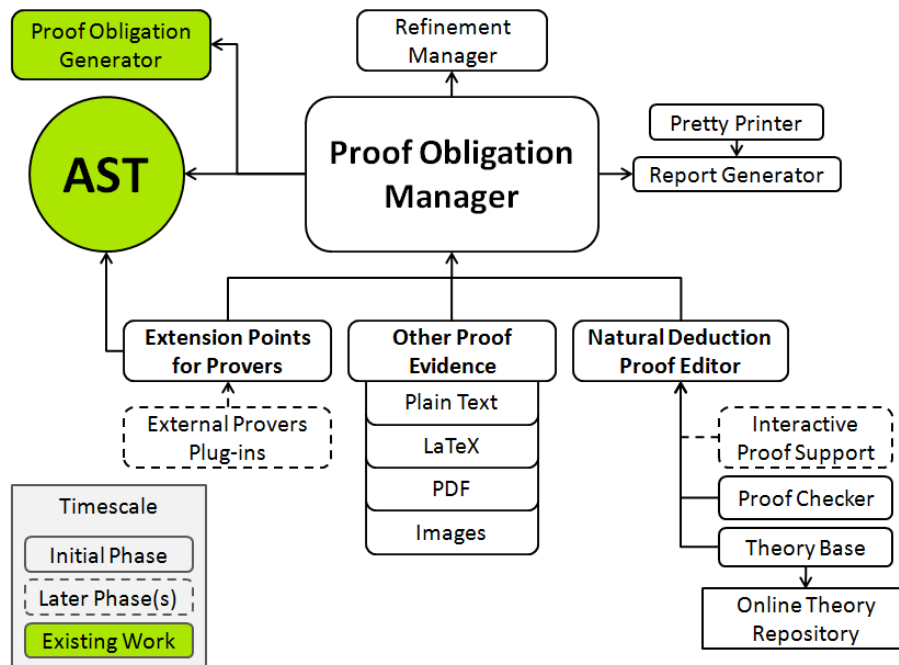 Proof Obligation
Generator
Refinement
Manager
AST
Proof Obligation
Manager
Pretty Printer
Report Generator
Extension Points
for Provers
Other Proof
Evidence
Natural Deduction
Proof Editor
External Provers
Plug-ins
Plain Text
LaTeX
PDF
Images
Interactive
Proof Support
Proof Checker
Theory Base
Online Theory
Repository
Timescale
Initial Phase
Later Phase(s)
Existing Work